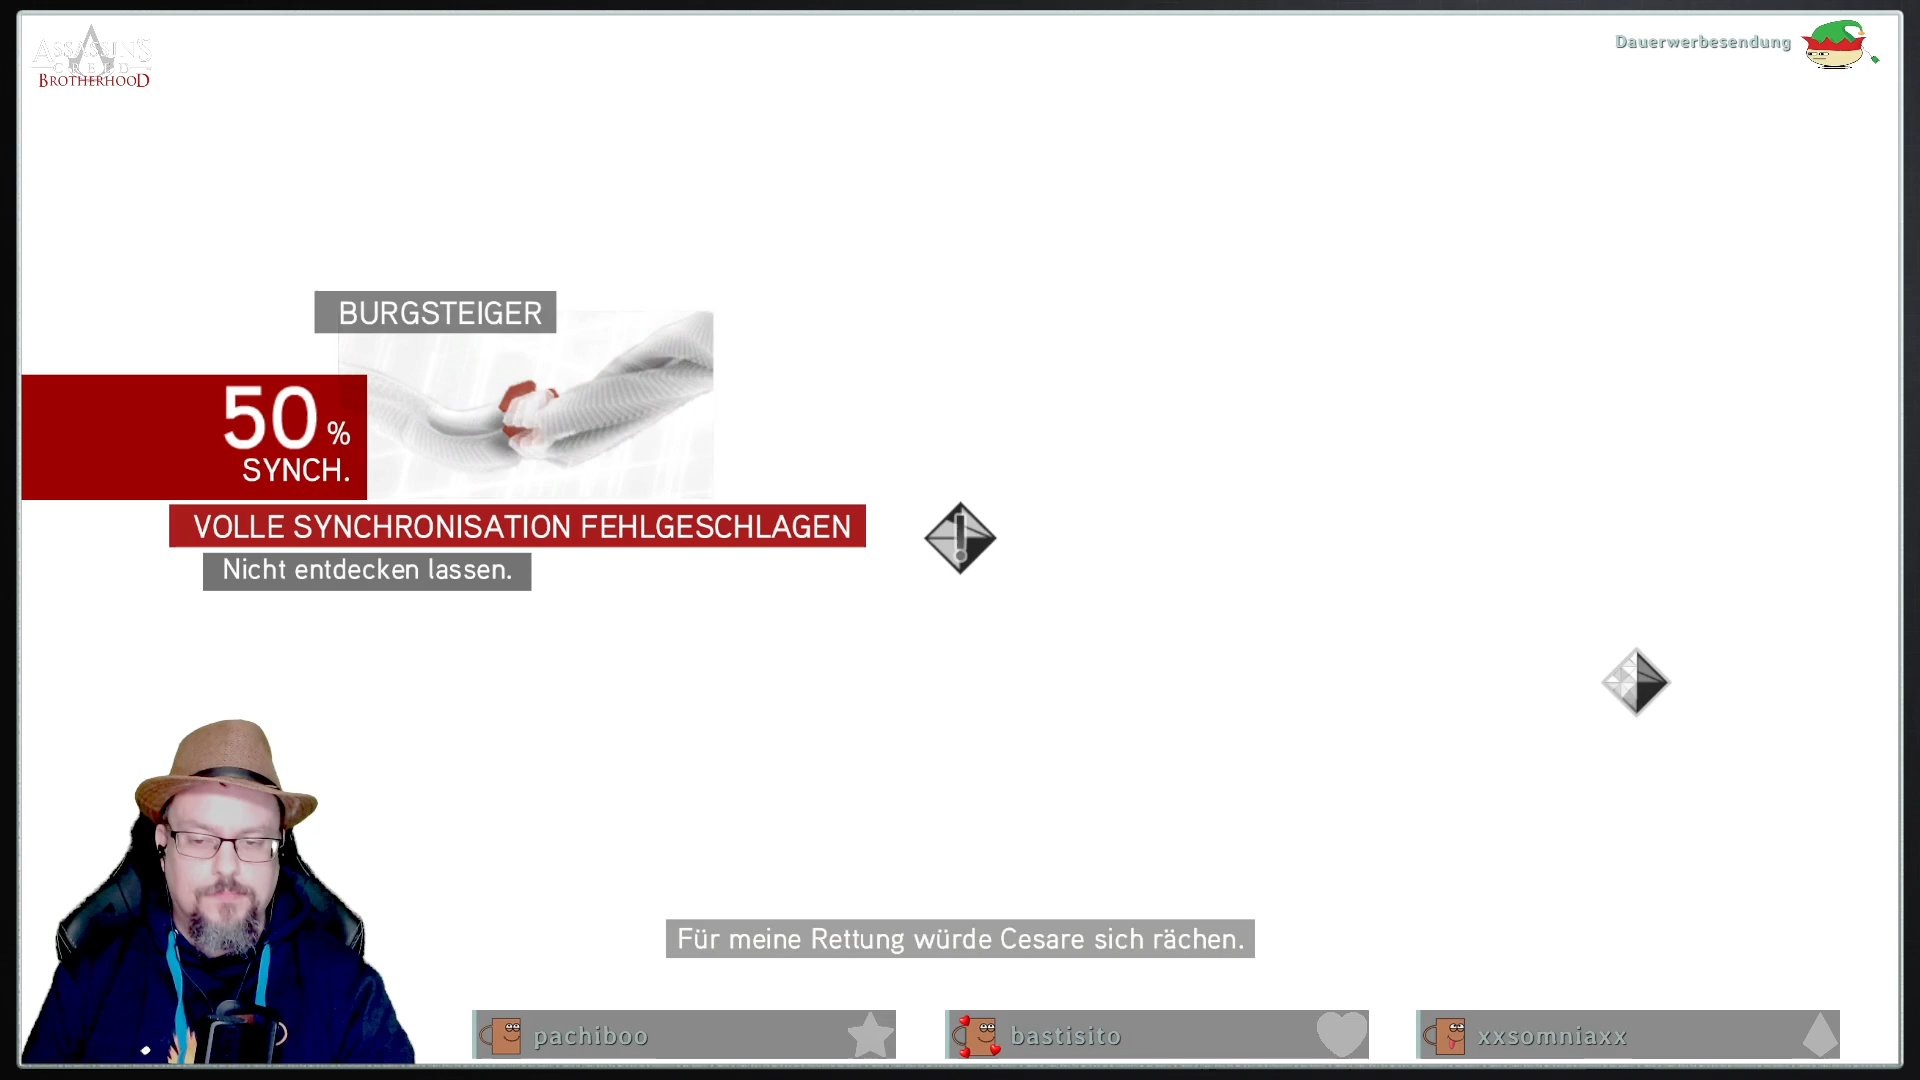 ASSASSIN'S
CREED
BROTHERHOOD
Dauerwerbesendung
BURGSTEIGER
50 %
SYNCH.
VOLLE SYNCHRONISATION FEHLGESCHLAGEN
Nicht entdecken lassen.
Für meine Rettung würde Cesare sich rächen.
pachiboo
bastisito
xxsomniaxx